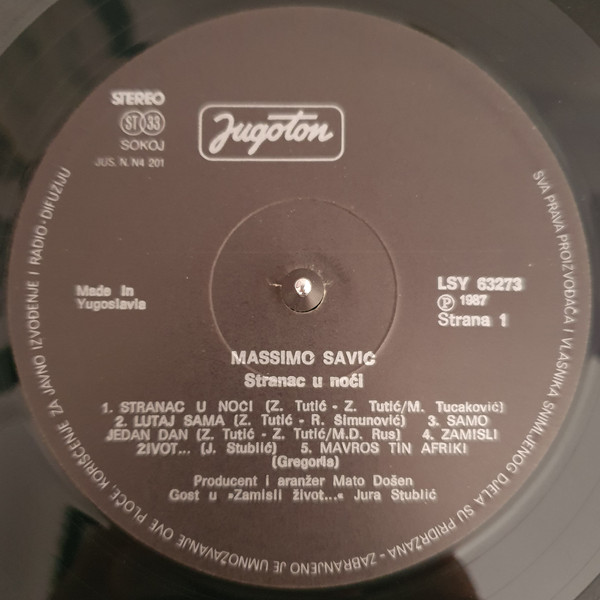 STEREO
ST 33
SOKOJ
JUS. N. N4 201
Jugoton
Made in
Yugoslavia
LSY 63273
℗ 1987
Strana 1
MASSIMO SAVIĆ
Stranac u noći
1. STRANAC U NOĆI (Z. Tutić - Z. Tutić/M. Tucaković)
2. LUTAJ SAMA (Z. Tutić - R. Šimunović) 3. SAMO
JEDAN DAN (Z. Tutić - Z. Tutić/M.D. Rus) 4. ZAMISLI
ŽIVOT... (J. Stublić) 5. MAVROS TIN AFRIKI
(Gregoris)
Producent i aranžer Mato Došen
Gost u »Zamisli život...« Jura Stublić
SVA PRAVA PROIZVOĐAČA I VLASNIKA SNIMLJENOG DJELA SU PRIDRŽANA - ZABRANJENO JE UMNOŽAVANJE OVE PLOČE, KORIŠĆENJE ZA JAVNO IZVOĐENJE I RADIO-DIFUZIJU